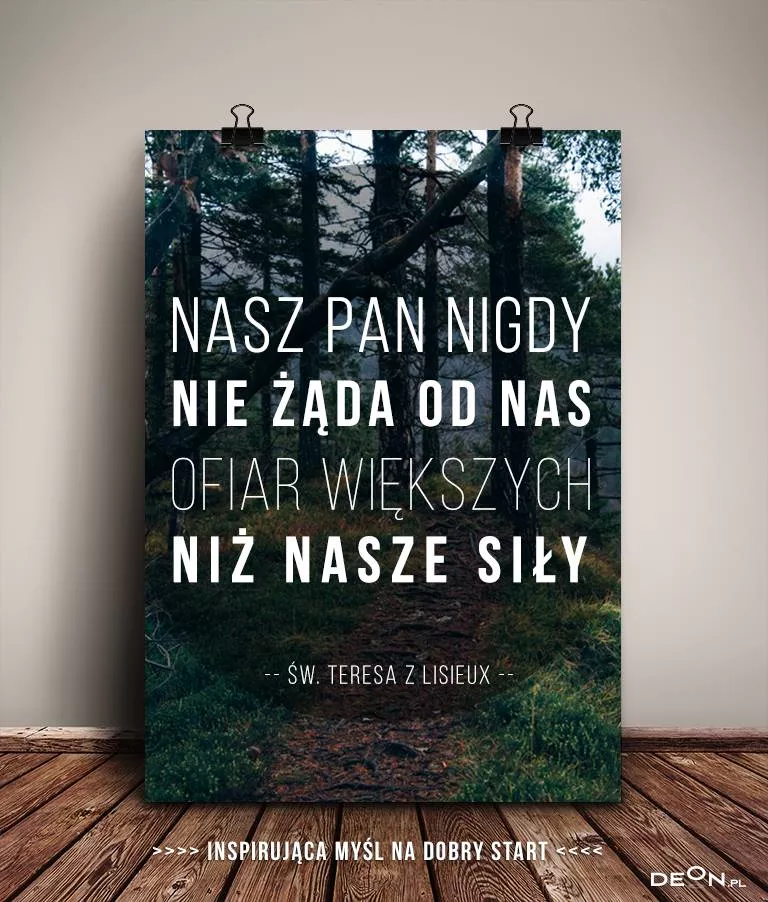 NASZ PAN NIGDY
NIE ŻĄDA OD NAS
OFIAR WIĘKSZYCH
NIŻ NASZE SIŁY
-- ŚW. TERESA Z LISIEUX --
>>>> INSPIRUJĄCA MYŚL NA DOBRY START <<<<
DEON.PL